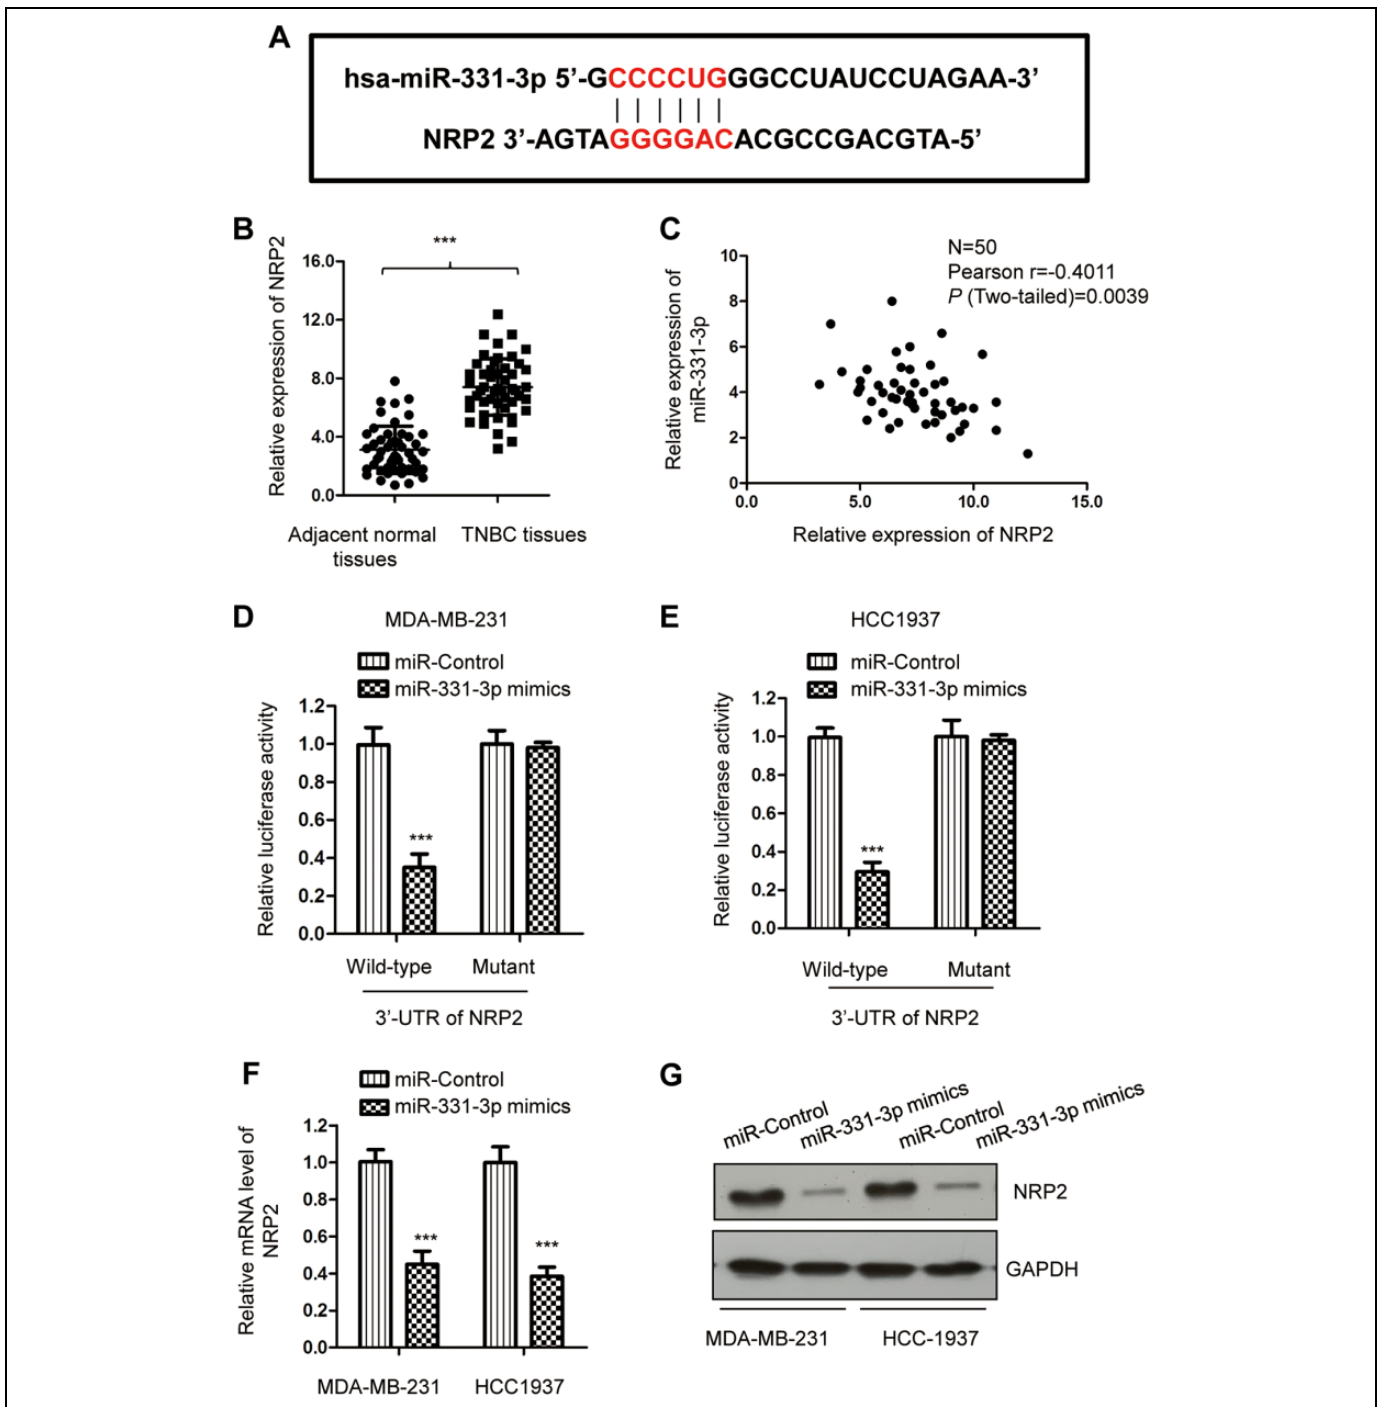 A
hsa-miR-331-3p 5’-GCCCCUGGGCCUAUCCUAGAA-3’
NRP2 3’-AGTAGGGGACACGCCGACGTA-5’
B
Relative expression of NRP2
***
16.0
12.0
8.0
4.0
0.0
Adjacent normal
tissues
TNBC tissues
C
Relative expression of
miR-331-3p
N=50
Pearson r=-0.4011
P (Two-tailed)=0.0039
10
8
6
4
2
0
0.0
5.0
10.0
15.0
Relative expression of NRP2
D
MDA-MB-231
miR-Control
miR-331-3p mimics
Relative luciferase activity
1.2
1.0
0.8
0.6
0.4
0.2
0.0
***
Wild-type
Mutant
3’-UTR of NRP2
E
HCC1937
miR-Control
miR-331-3p mimics
Relative luciferase activity
1.2
1.0
0.8
0.6
0.4
0.2
0.0
***
Wild-type
Mutant
3’-UTR of NRP2
F
miR-Control
miR-331-3p mimics
Relative mRNA level of
NRP2
1.2
1.0
0.8
0.6
0.4
0.2
0.0
***
***
MDA-MB-231
HCC1937
G
miR-Control
miR-331-3p mimics
miR-Control
miR-331-3p mimics
NRP2
GAPDH
MDA-MB-231
HCC-1937